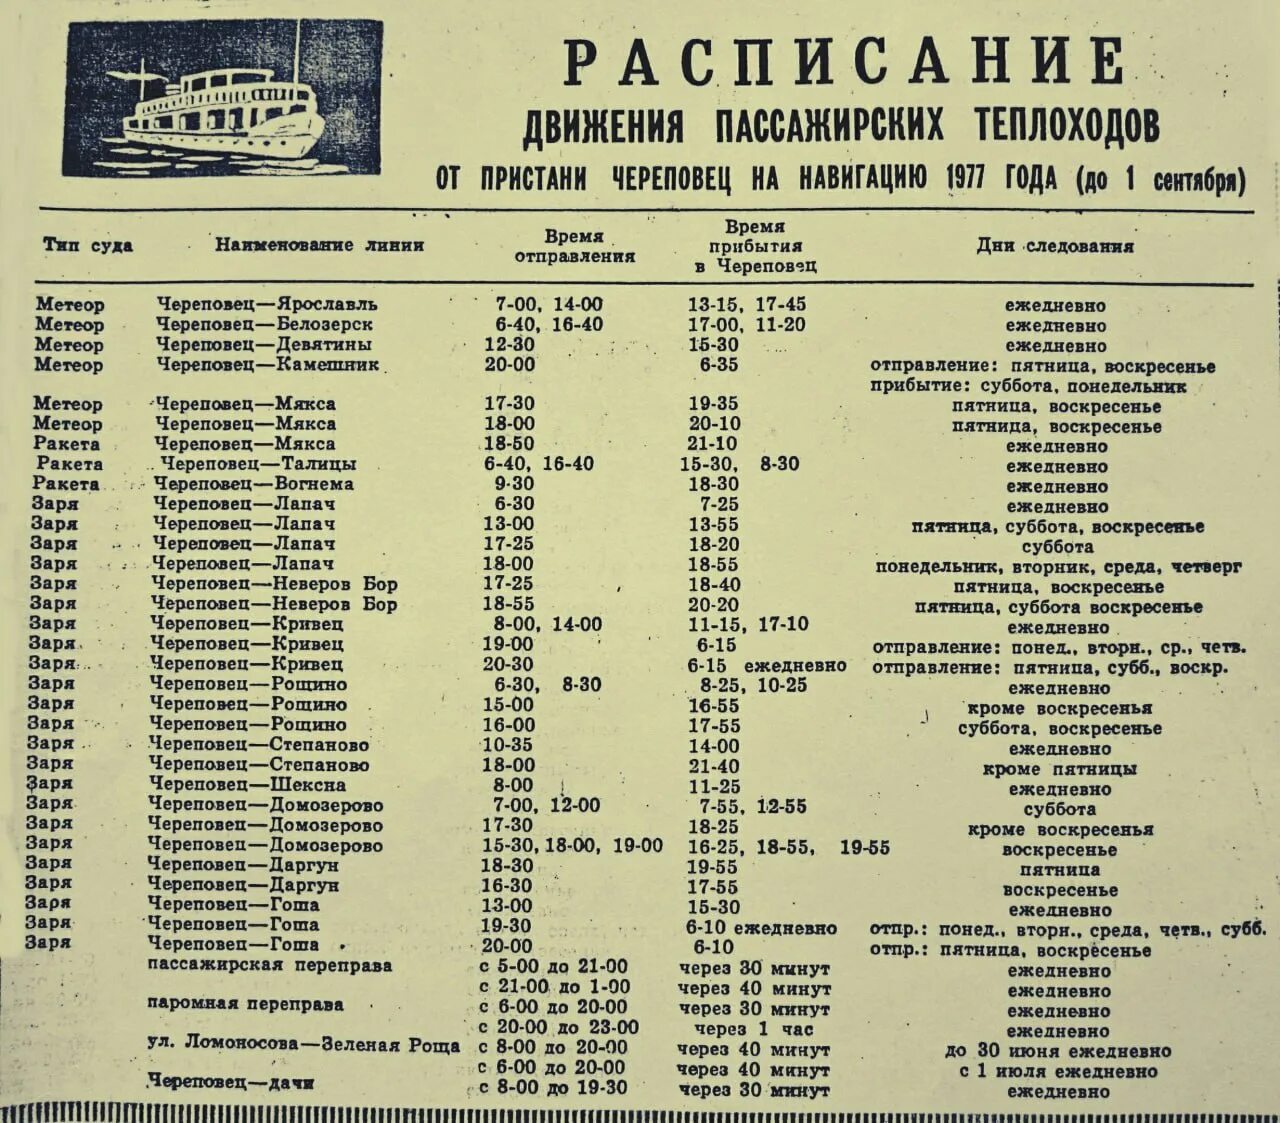 РАСПИСАНИЕ
ДВИЖЕНИЯ ПАССАЖИРСКИХ ТЕПЛОХОДОВ
ОТ ПРИСТАНИ ЧЕРЕПОВЕЦ НА НАВИГАЦИЮ 1977 ГОДА (до 1 сентября)
Тип суда Наименование линии Время отправления Время прибытия в Череповец Дни следования
Метеор Череповец—Ярославль 7-00, 14-00 13-15, 17-45 ежедневно
Метеор Череповец—Белозерск 6-40, 16-40 17-00, 11-20 ежедневно
Метеор Череповец—Девятины 12-30 15-30 ежедневно
Метеор Череповец—Камешник 20-00 6-35 отправление: пятница, воскресенье
прибытие: суббота, понедельник
Метеор Череповец—Мякса 17-30 19-35 пятница, воскресенье
Метеор Череповец—Мякса 18-00 20-10 пятница, воскресенье
Ракета Череповец—Мякса 18-50 21-10 ежедневно
Ракета Череповец—Талицы 6-40, 16-40 15-30, 8-30 ежедневно
Ракета Череповец—Вогнема 9-30 18-30 ежедневно
Заря Череповец—Лапач 6-30 7-25 ежедневно
Заря Череповец—Лапач 13-00 13-55 пятница, суббота, воскресенье
Заря Череповец—Лапач 17-25 18-20 суббота
Заря Череповец—Лапач 18-00 18-55 понедельник, вторник, среда, четверг
Заря Череповец—Неверов Бор 17-25 18-40 пятница, воскресенье
Заря Череповец—Неверов Бор 18-55 20-20 пятница, суббота воскресенье
Заря Череповец—Кривец 8-00, 14-00 11-15, 17-10 ежедневно
Заря Череповец—Кривец 19-00 6-15 отправление: понед., вторн., ср., четв.
Заря Череповец—Кривец 20-30 6-15 ежедневно отправление: пятница, субб., воскр.
Заря Череповец—Рощино 6-30, 8-30 8-25, 10-25 ежедневно
Заря Череповец—Рощино 15-00 16-55 кроме воскресенья
Заря Череповец—Рощино 16-00 17-55 суббота, воскресенье
Заря Череповец—Степаново 10-35 14-00 ежедневно
Заря Череповец—Степаново 18-00 21-40 кроме пятницы
Заря Череповец—Шексна 8-00 11-25 ежедневно
Заря Череповец—Домозерово 7-00, 12-00 7-55, 12-55 суббота
Заря Череповец—Домозерово 17-30 18-25 кроме воскресенья
Заря Череповец—Домозерово 15-30, 18-00, 19-00 16-25, 18-55, 19-55 воскресенье
Заря Череповец—Даргун 18-30 19-55 пятница
Заря Череповец—Даргун 16-30 17-55 воскресенье
Заря Череповец—Гоша 13-00 15-30 ежедневно
Заря Череповец—Гоша 19-30 6-10 ежедневно отпр.: понед., вторн., среда, четв., субб.
Заря Череповец—Гоша 20-00 6-10 отпр.: пятница, воскресенье
пассажирская переправа с 5-00 до 21-00 через 30 минут ежедневно
с 21-00 до 1-00 через 40 минут ежедневно
паромная переправа с 6-00 до 20-00 через 30 минут ежедневно
с 20-00 до 23-00 через 1 час ежедневно
ул. Ломоносова—Зеленая Роща с 8-00 до 20-00 через 40 минут до 30 июня ежедневно
с 6-00 до 20-00 через 40 минут с 1 июля ежедневно
Череповец—дачи с 8-00 до 19-30 через 30 минут ежедневно